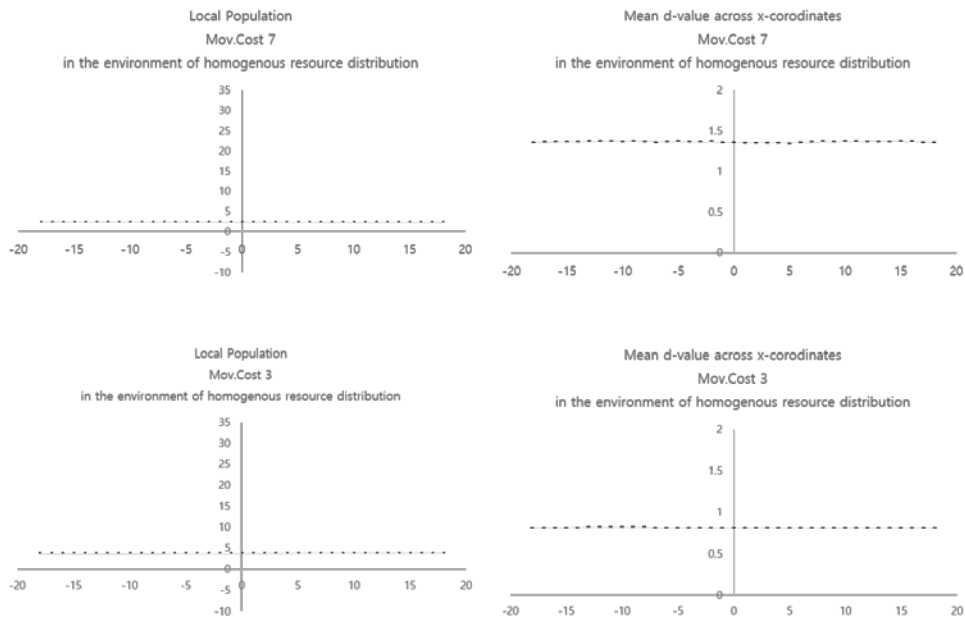 Local Population
Mov.Cost 7
in the environment of homogenous resource distribution
35
30
25
20
15
10
5
0
-5
-10
-20 -15 -10 -5 0 5 10 15 20
Mean d-value across x-corodinates
Mov.Cost 7
in the environment of homogenous resource distribution
2
1.5
1
0.5
0
-20 -15 -10 -5 0 5 10 15 20
Local Population
Mov.Cost 3
in the environment of homogenous resource distribution
35
30
25
20
15
10
5
0
-5
-10
-20 -15 -10 -5 0 5 10 15 20
Mean d-value across x-corodinates
Mov.Cost 3
in the environment of homogenous resource distribution
2
1.5
1
0.5
0
-20 -15 -10 -5 0 5 10 15 20